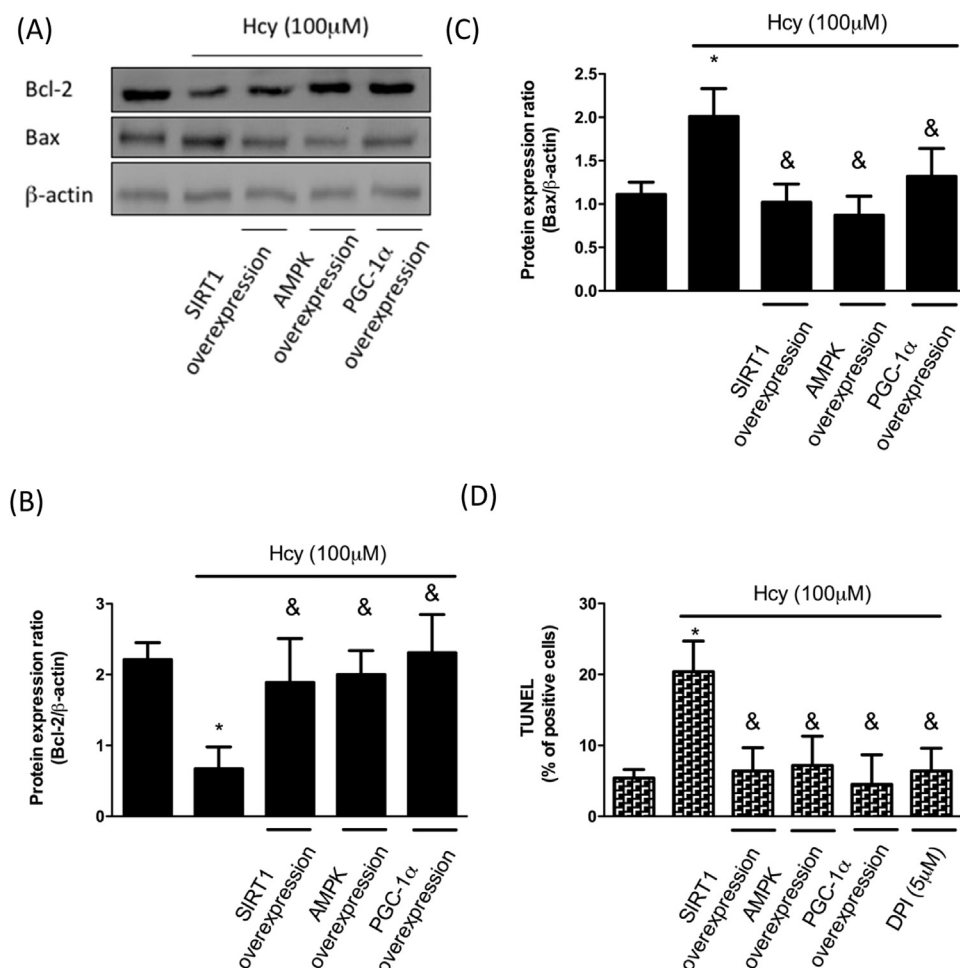 (A)
Hcy (100μM)
Bcl-2
Bax
β-actin
SIRT1
overexpression
AMPK
overexpression
PGC-1α
overexpression
(C)
Hcy (100μM)
*
&
&
&
Protein expression ratio
(Bax/β-actin)
2.5
2.0
1.5
1.0
0.5
0.0
SIRT1
overexpression
AMPK
overexpression
PGC-1α
overexpression
(B)
Hcy (100μM)
*
&
&
&
Protein expression ratio
(Bcl-2/β-actin)
3
2
1
0
SIRT1
overexpression
AMPK
overexpression
PGC-1α
overexpression
(D)
Hcy (100μM)
*
&
&
&
&
TUNEL
(% of positive cells)
30
20
10
0
SIRT1
overexpression
AMPK
overexpression
PGC-1α
overexpression
DPI (5μM)